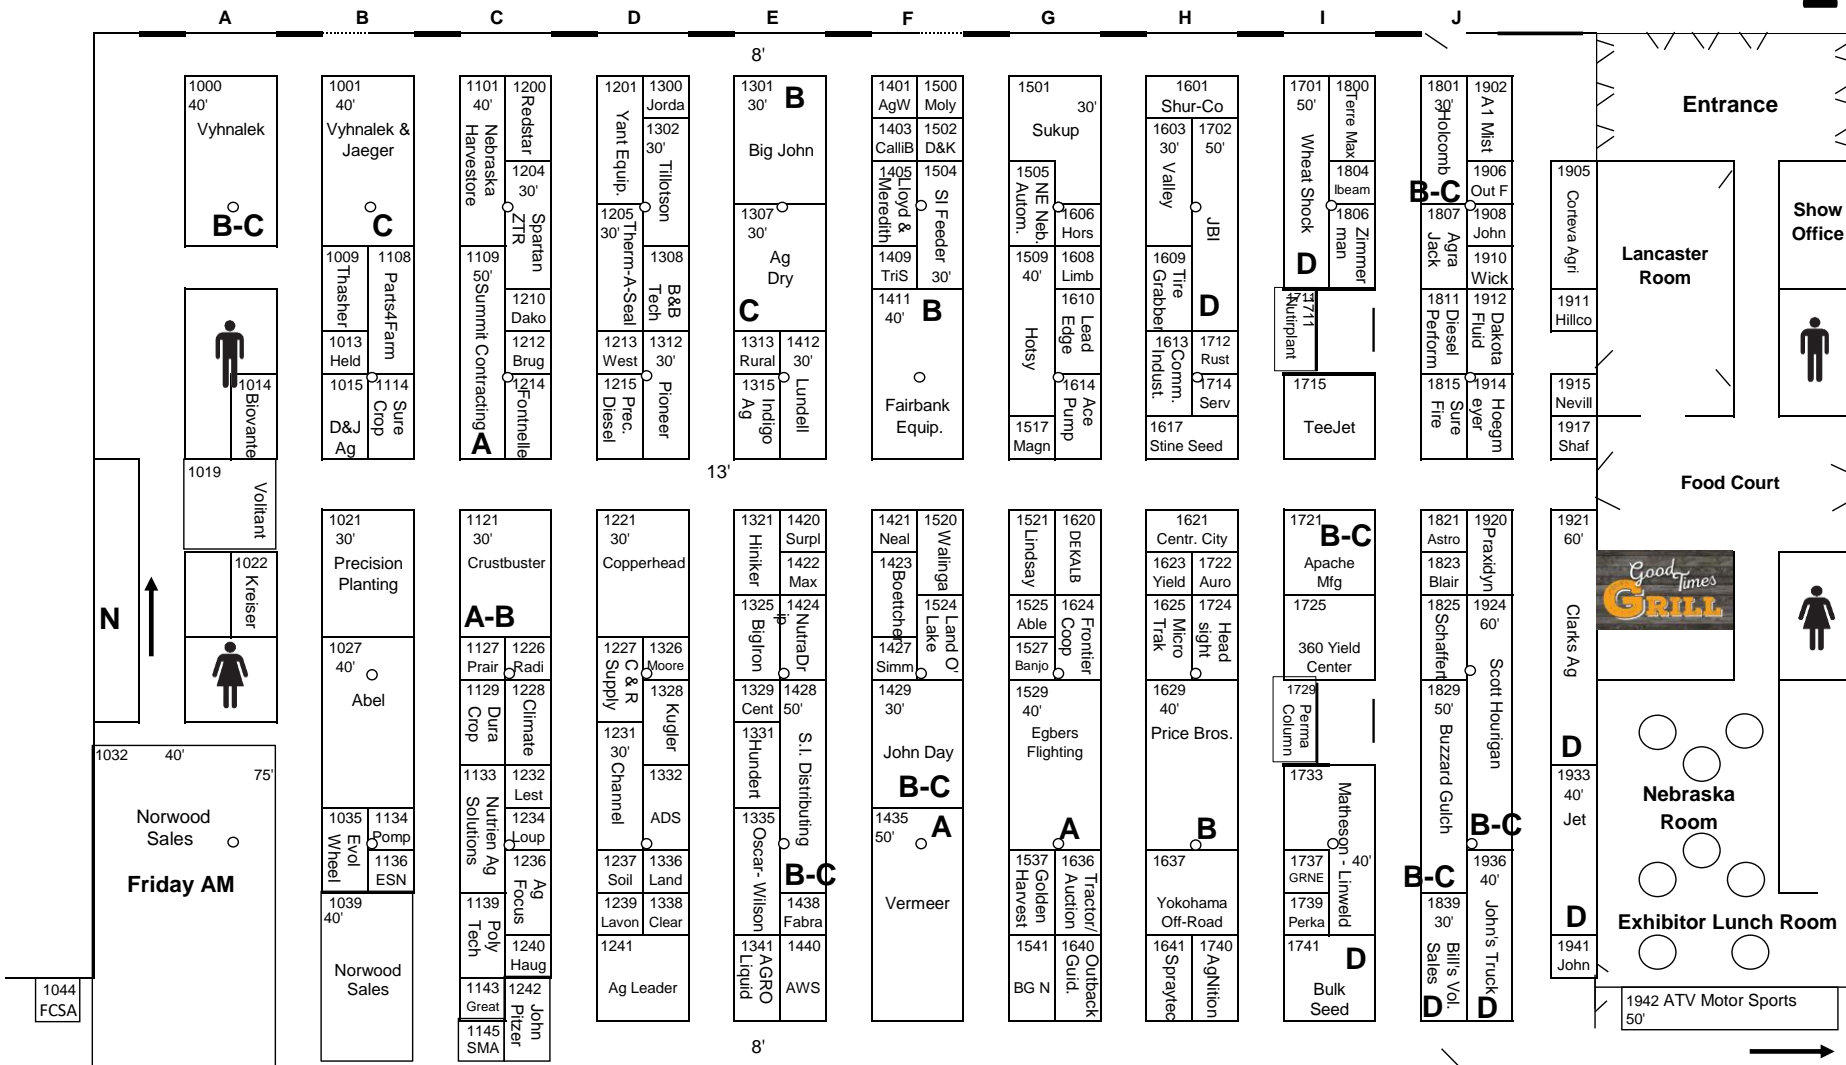 A B C D E F G H I J
8'
1000
40'
Vyhnalek
B-C
1014
Biovante
1019
Volitant
1022
Kreiser
N
1032 40'
75'
Norwood
Sales
Friday AM
1044
FCSA
1001
40'
Vyhnalek &
Jaeger
C
1009
Thasher
1108
Parts4Farm
1013
Held
1015
D&J
Ag
1114
Sure
Crop
1021
30'
Precision
Planting
1027
40'
Abel
1035
Evol
Wheel
1134
Pomp
1136
ESN
1039
40'
Norwood
Sales
1101
40'
Nebraska
Harvestore
1200
Redstar
1204
30'
Spartan
ZTR
1109
50'
Summit Contracting
A
1210
Dako
1212
Brug
1214
Fontnelle
1121
30'
Crustbuster
A-B
1127
Prair
1226
Radi
1129
Dura
Crop
1228
Climate
1133
Nutrien Ag
Solutions
1232
Lest
1234
Loup
1236
Ag
Focus
1139
Poly
Tech
1240
Haug
1143
Great
1145
SMA
1242
John
Pitzer
1201
Yant Equip.
1300
Jorda
1302
30'
Tillotson
1205
30'
Therm-A-Seal
1308
B&B
Tech
1213
West
1312
30'
Pioneer
1215
Prec.
Diesel
13'
1221
30'
Copperhead
1227
C & R
Supply
1326
Moore
1328
Kugler
1231
30'
Channel
1332
ADS
1237
Soil
1336
Land
1239
Lavon
1338
Clear
1241
Ag Leader
1301
30'
B
Big John
1307
30'
Ag
Dry
C
1313
Rural
1412
30'
Lundell
1315
Indigo
Ag
1321
Hiniker
1420
Surpl
1422
Max
1325
BigIron
1424
NutraDr
ip
1329
Cent
1428
50'
S.I. Distributing
B-C
1331
Hundert
1335
Oscar- Wilson
1438
Fabra
1341
AGRO
Liquid
1440
AWS
8'
1401
AgW
1500
Moly
1403
CalliB
1502
D&K
1405
Lloyd &
Meredith
1504
SI Feeder
30'
1409
TriS
1411
40'
B
Fairbank
Equip.
1421
Neal
1520
Walinga
1423
Boettcher
1524
Land O'
Lake
1427
Simm
1429
30'
John Day
B-C
1435
50'
A
Vermeer
1501
30'
Sukup
1505
NE Neb.
Autom.
1606
Hors
1509
40'
Hotsy
1608
Limb
1610
Lead
Edge
1614
Ace
Pump
1517
Magn
1521
Lindsay
1620
DEKALB
1525
Able
1624
Frontier
Coop
1527
Banjo
1529
40'
Egbers
Flighting
A
1537
Golden
Harvest
1636
Tractor/
Auction
1541
BG N
1640
Outback
Guid.
1601
Shur-Co
1603
30'
Valley
1702
50'
JBI
D
1609
Tire
Grabber
1613
Comm.
Indust.
1712
Rust
1714
Serv
1617
Stine Seed
1621
Centr. City
1623
Yield
1722
Auro
1625
Micro
Trak
1724
Head
sight
1629
40'
Price Bros.
B
1637
Yokohama
Off-Road
1641
Spraytec
1740
AgNition
1701
50'
Wheat Shock
D
1800
Terre Max
1804
Ibeam
1806
Zimmer
man
1711
1711
Nutirplant
1715
TeeJet
1721
B-C
Apache
Mfg
1725
360 Yield
Center
1729
Perma
Column
1733
Matheson - Linweld
40'
1737
GRNE
1739
Perka
1741
D
Bulk
Seed
1801
30'
Holcomb
B-C
1902
A1 Mist
1906
Out F
1807
Agra
Jack
1908
John
1910
Wick
1811
Diesel
Perform
1912
Dakota
Fluid
1815
Sure
Fire
1914
Hoegm
eyer
1821
Astro
1920
Praxidyn
1823
Blair
1825
Schaffert
1924
60'
Scott Hourigan
B-C
1829
50'
Buzzard Gulch
B-C
1936
40'
John's Truck
D
1839
30'
Bill's Vol.
Sales
D
1905
Corteva Agri
1911
Hillco
1915
Nevill
1917
Shaf
1921
60'
Clarks Ag
D
1933
40'
Jet
D
1941
John
Entrance
Lancaster
Room
Show
Office
Food Court
Good
Times
GRILL
Nebraska
Room
Exhibitor Lunch Room
1942 ATV Motor Sports
50'